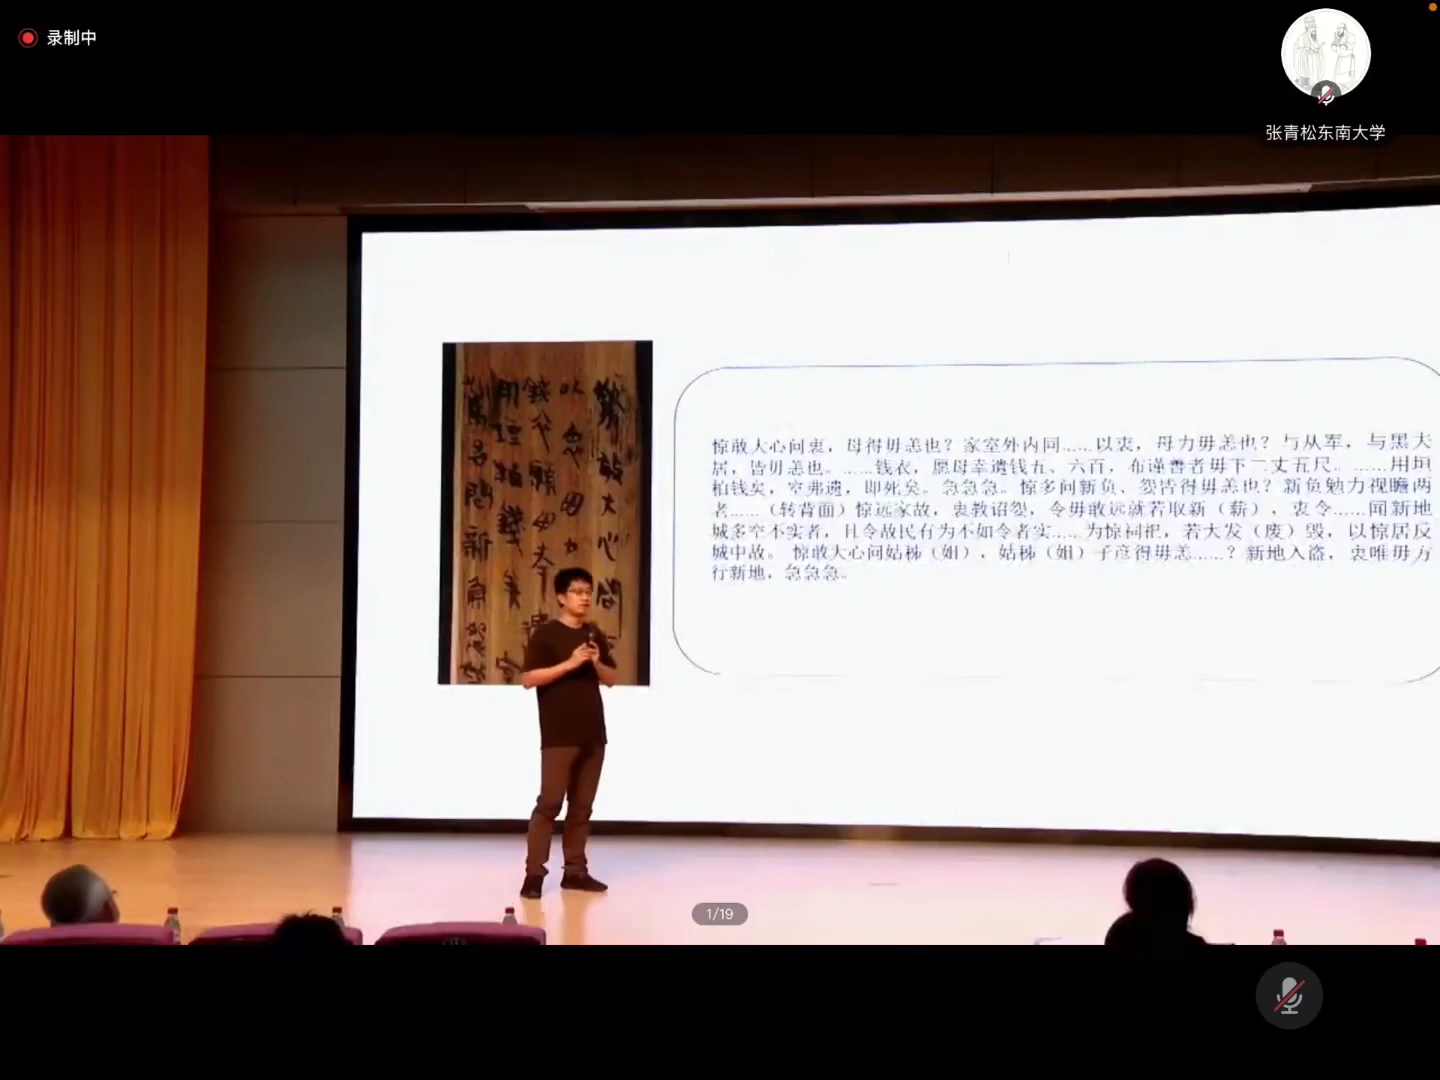 录制中
张青松东南大学
惊敢大心问衷，母得毋恙也？家室外内同……以衷，母力毋恙也？与从军，与黑夫
居，皆毋恙也。……钱衣，愿母幸遗钱五、六百，布谨善者毋下二丈五尺。……用垣
柏钱矣，室弗遗，即死矣。急急急。惊多问新负、妴皆得毋恙也？新负勉力视瞻两
老……（转背面）惊远家故，衷教诏妴，令毋敢远就若取新（薪），衷令……闻新地
城多空不实者，且令故民有为不如令者实……为惊祠祀，若大发（废）毁，以惊居反
城中故。 惊敢大心问姑秭（姐），姑秭（姐）子彦得毋恙……？新地入盗，衷唯毋方
行新地，急急急。
1/19